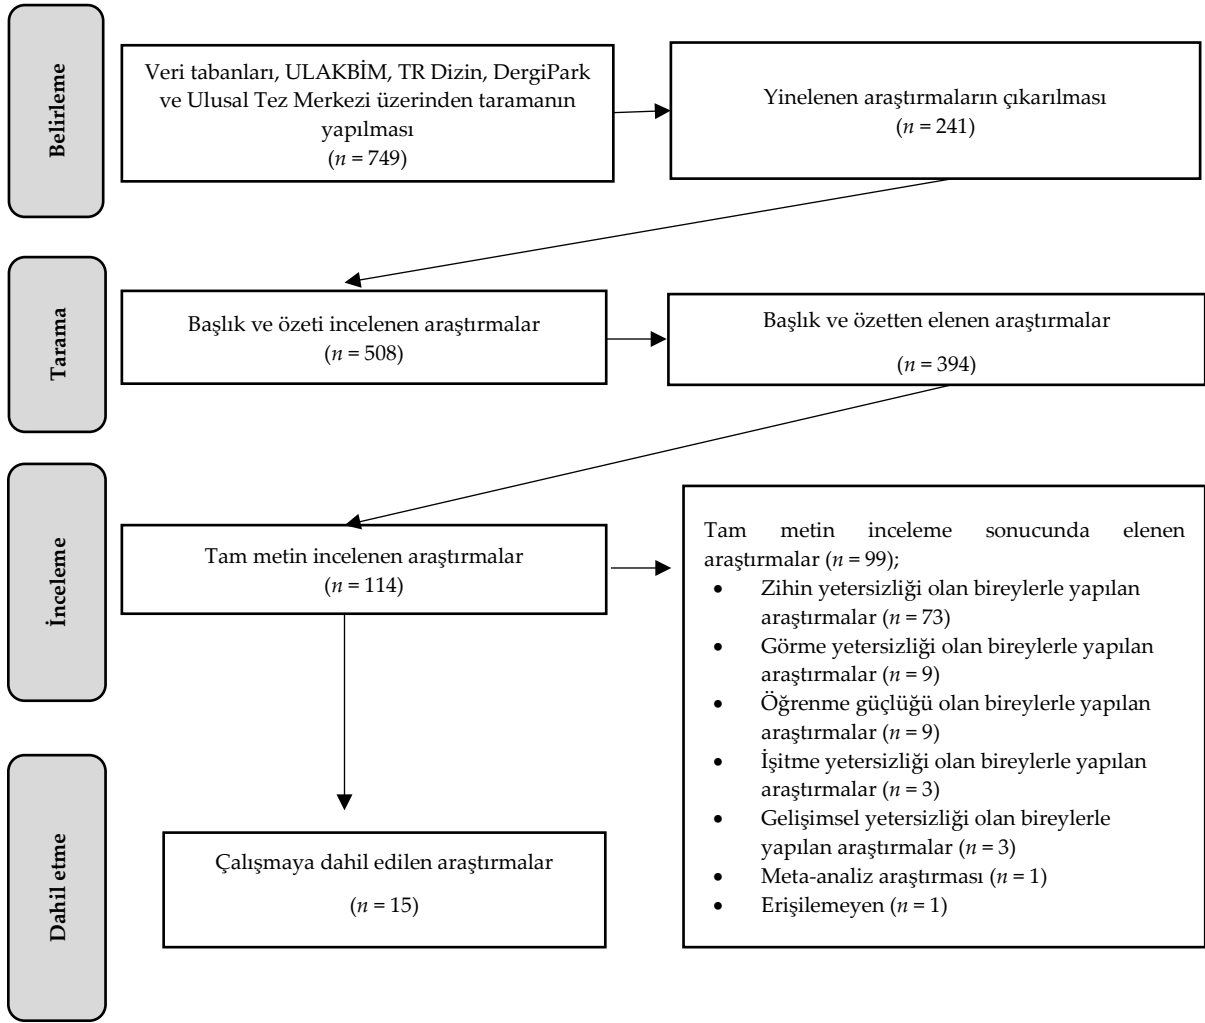 Belirleme
Veri tabanları, ULAKBİM, TR Dizin, DergiPark
ve Ulusal Tez Merkezi üzerinden taramanın
yapılması
(n = 749)
Yinelenen araştırmaların çıkarılması
(n = 241)
Tarama
Başlık ve özeti incelenen araştırmalar
(n = 508)
Başlık ve özetten elenen araştırmalar
(n = 394)
İnceleme
Tam metin incelenen araştırmalar
(n = 114)
Tam metin inceleme sonucunda elenen
araştırmalar (n = 99);
• Zihin yetersizliği olan bireylerle yapılan
araştırmalar (n = 73)
• Görme yetersizliği olan bireylerle yapılan
araştırmalar (n = 9)
• Öğrenme güçlüğü olan bireylerle yapılan
araştırmalar (n = 9)
• İşitme yetersizliği olan bireylerle yapılan
araştırmalar (n = 3)
• Gelişimsel yetersizliği olan bireylerle
yapılan araştırmalar (n = 3)
• Meta-analiz araştırması (n = 1)
• Erişilemeyen (n = 1)
Dahil etme
Çalışmaya dahil edilen araştırmalar
(n = 15)